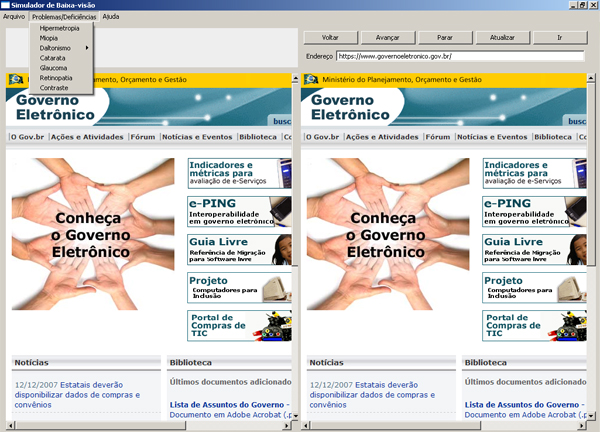 Simulador de Baixa-visão
Arquivo Problemas/Deficiências Ajuda
Hipermetropia
Miopia
Daltonismo
Catarata
Glaucoma
Retinopatia
Contraste
Voltar Avançar Parar Atualizar Ir
Endereço https://www.governoeletronico.gov.br/
amento, Orçamento e Gestão
Governo
Eletrônico
busc
O Gov.br Ações e Atividades Fórum Notícias e Eventos Biblioteca Co
Conheça
o Governo
Eletrônico
Indicadores e
métricas para
avaliação de e-Serviços
e-PING
Interoperabilidade
em governo eletrônico
Guia Livre
Referência de Migração
para Software livre
Projeto
Computadores para
Inclusão
Portal de
Compras de
TIC
Notícias
12/12/2007 Estatais deverão
disponibilizar dados de compras e
convênios
Biblioteca
Últimos documentos adicionado
Lista de Assuntos do Governo -
Documento em Adobe Acrobat (.p
Ministério do Planejamento, Orçamento e Gestão
Governo
Eletrônico
busc
O Gov.br Ações e Atividades Fórum Notícias e Eventos Biblioteca Co
Conheça
o Governo
Eletrônico
Indicadores e
métricas para
avaliação de e-Serviços
e-PING
Interoperabilidade
em governo eletrônico
Guia Livre
Referência de Migração
para Software livre
Projeto
Computadores para
Inclusão
Portal de
Compras de
TIC
Notícias
12/12/2007 Estatais deverão
disponibilizar dados de compras e
convênios
Biblioteca
Últimos documentos adicionado
Lista de Assuntos do Governo -
Documento em Adobe Acrobat (.p